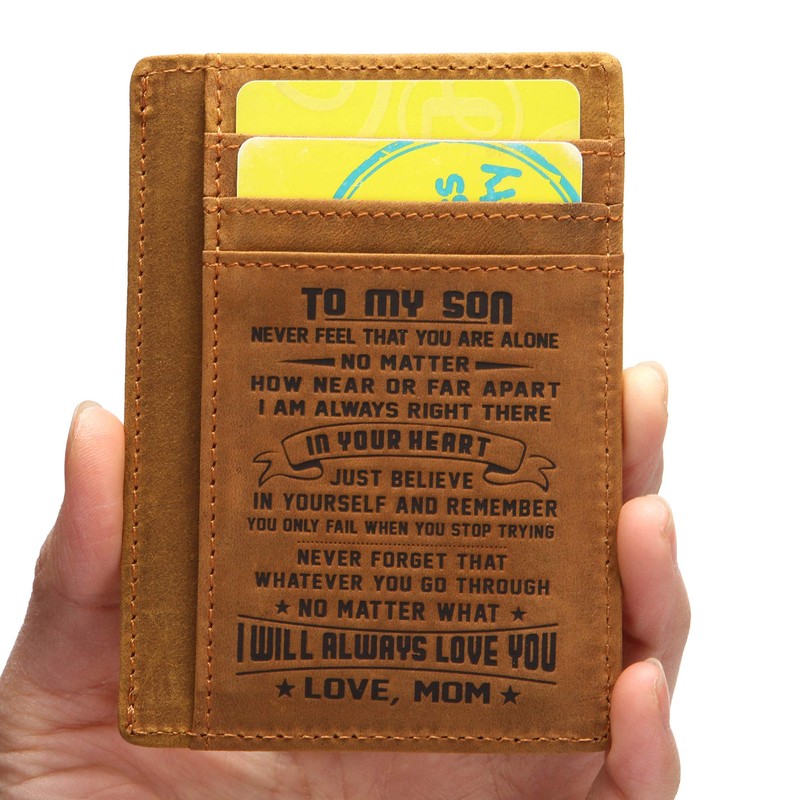 TO MY SON
NEVER FEEL THAT YOU ARE ALONE
NO MATTER
HOW NEAR OR FAR APART
I AM ALWAYS RIGHT THERE
IN YOUR HEART
JUST BELIEVE
IN YOURSELF AND REMEMBER
YOU ONLY FAIL WHEN YOU STOP TRYING
NEVER FORGET THAT
WHATEVER YOU GO THROUGH
★ NO MATTER WHAT ★
I WILL ALWAYS LOVE YOU
★ LOVE, MOM ★